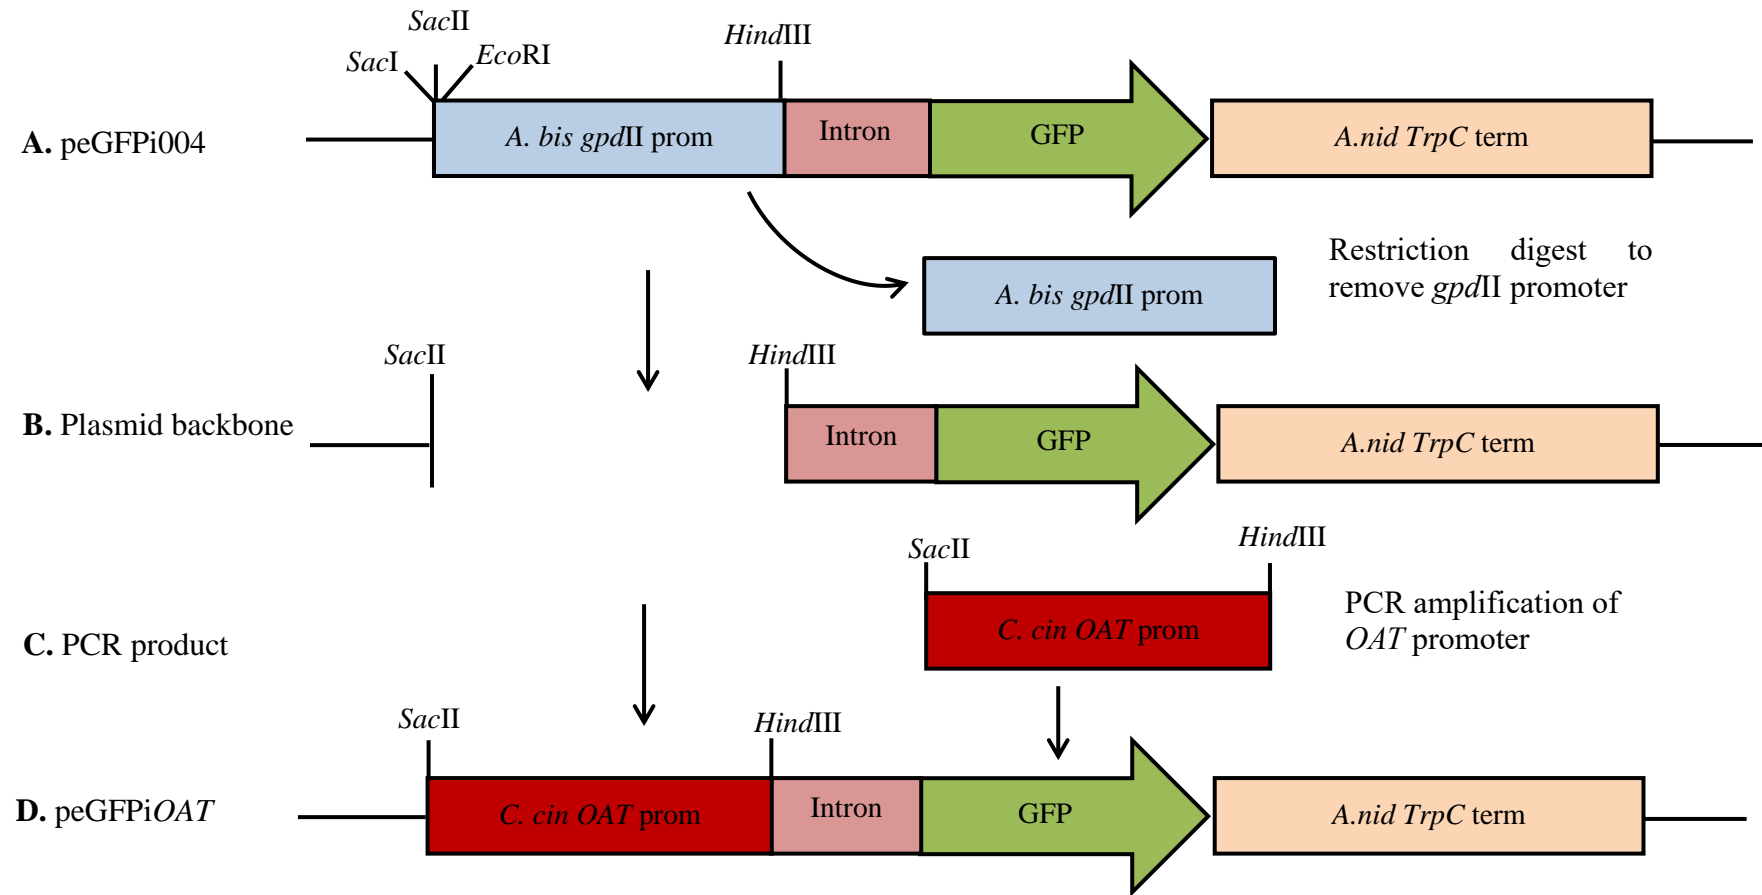 SacII
SacI
EcoRI
HindIII
A. peGFPi004
A. bis gpdII prom
Intron
GFP
A.nid TrpC term
A. bis gpdII prom
Restriction digest to
remove gpdII promoter
SacII
HindIII
B. Plasmid backbone
Intron
GFP
A.nid TrpC term
SacII
HindIII
C. PCR product
C. cin OAT prom
PCR amplification of
OAT promoter
SacII
HindIII
D. peGFPiOAT
C. cin OAT prom
Intron
GFP
A.nid TrpC term